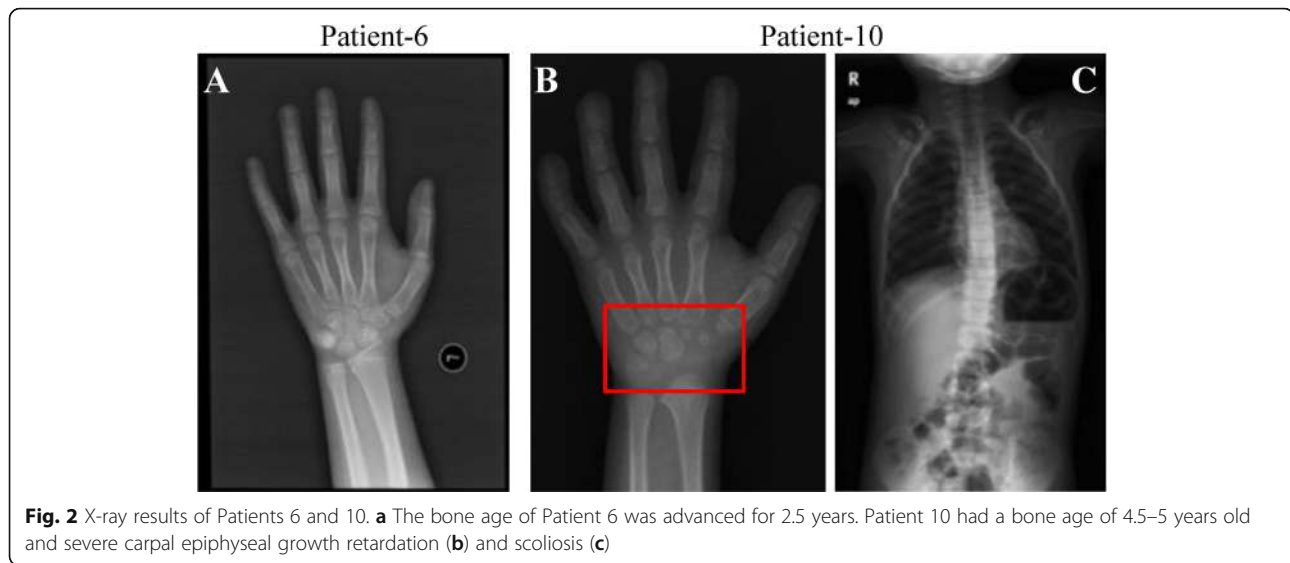 Patient-6
Patient-10
A
B
R
C
Fig. 2 X-ray results of Patients 6 and 10. a The bone age of Patient 6 was advanced for 2.5 years. Patient 10 had a bone age of 4.5–5 years old
and severe carpal epiphyseal growth retardation (b) and scoliosis (c)